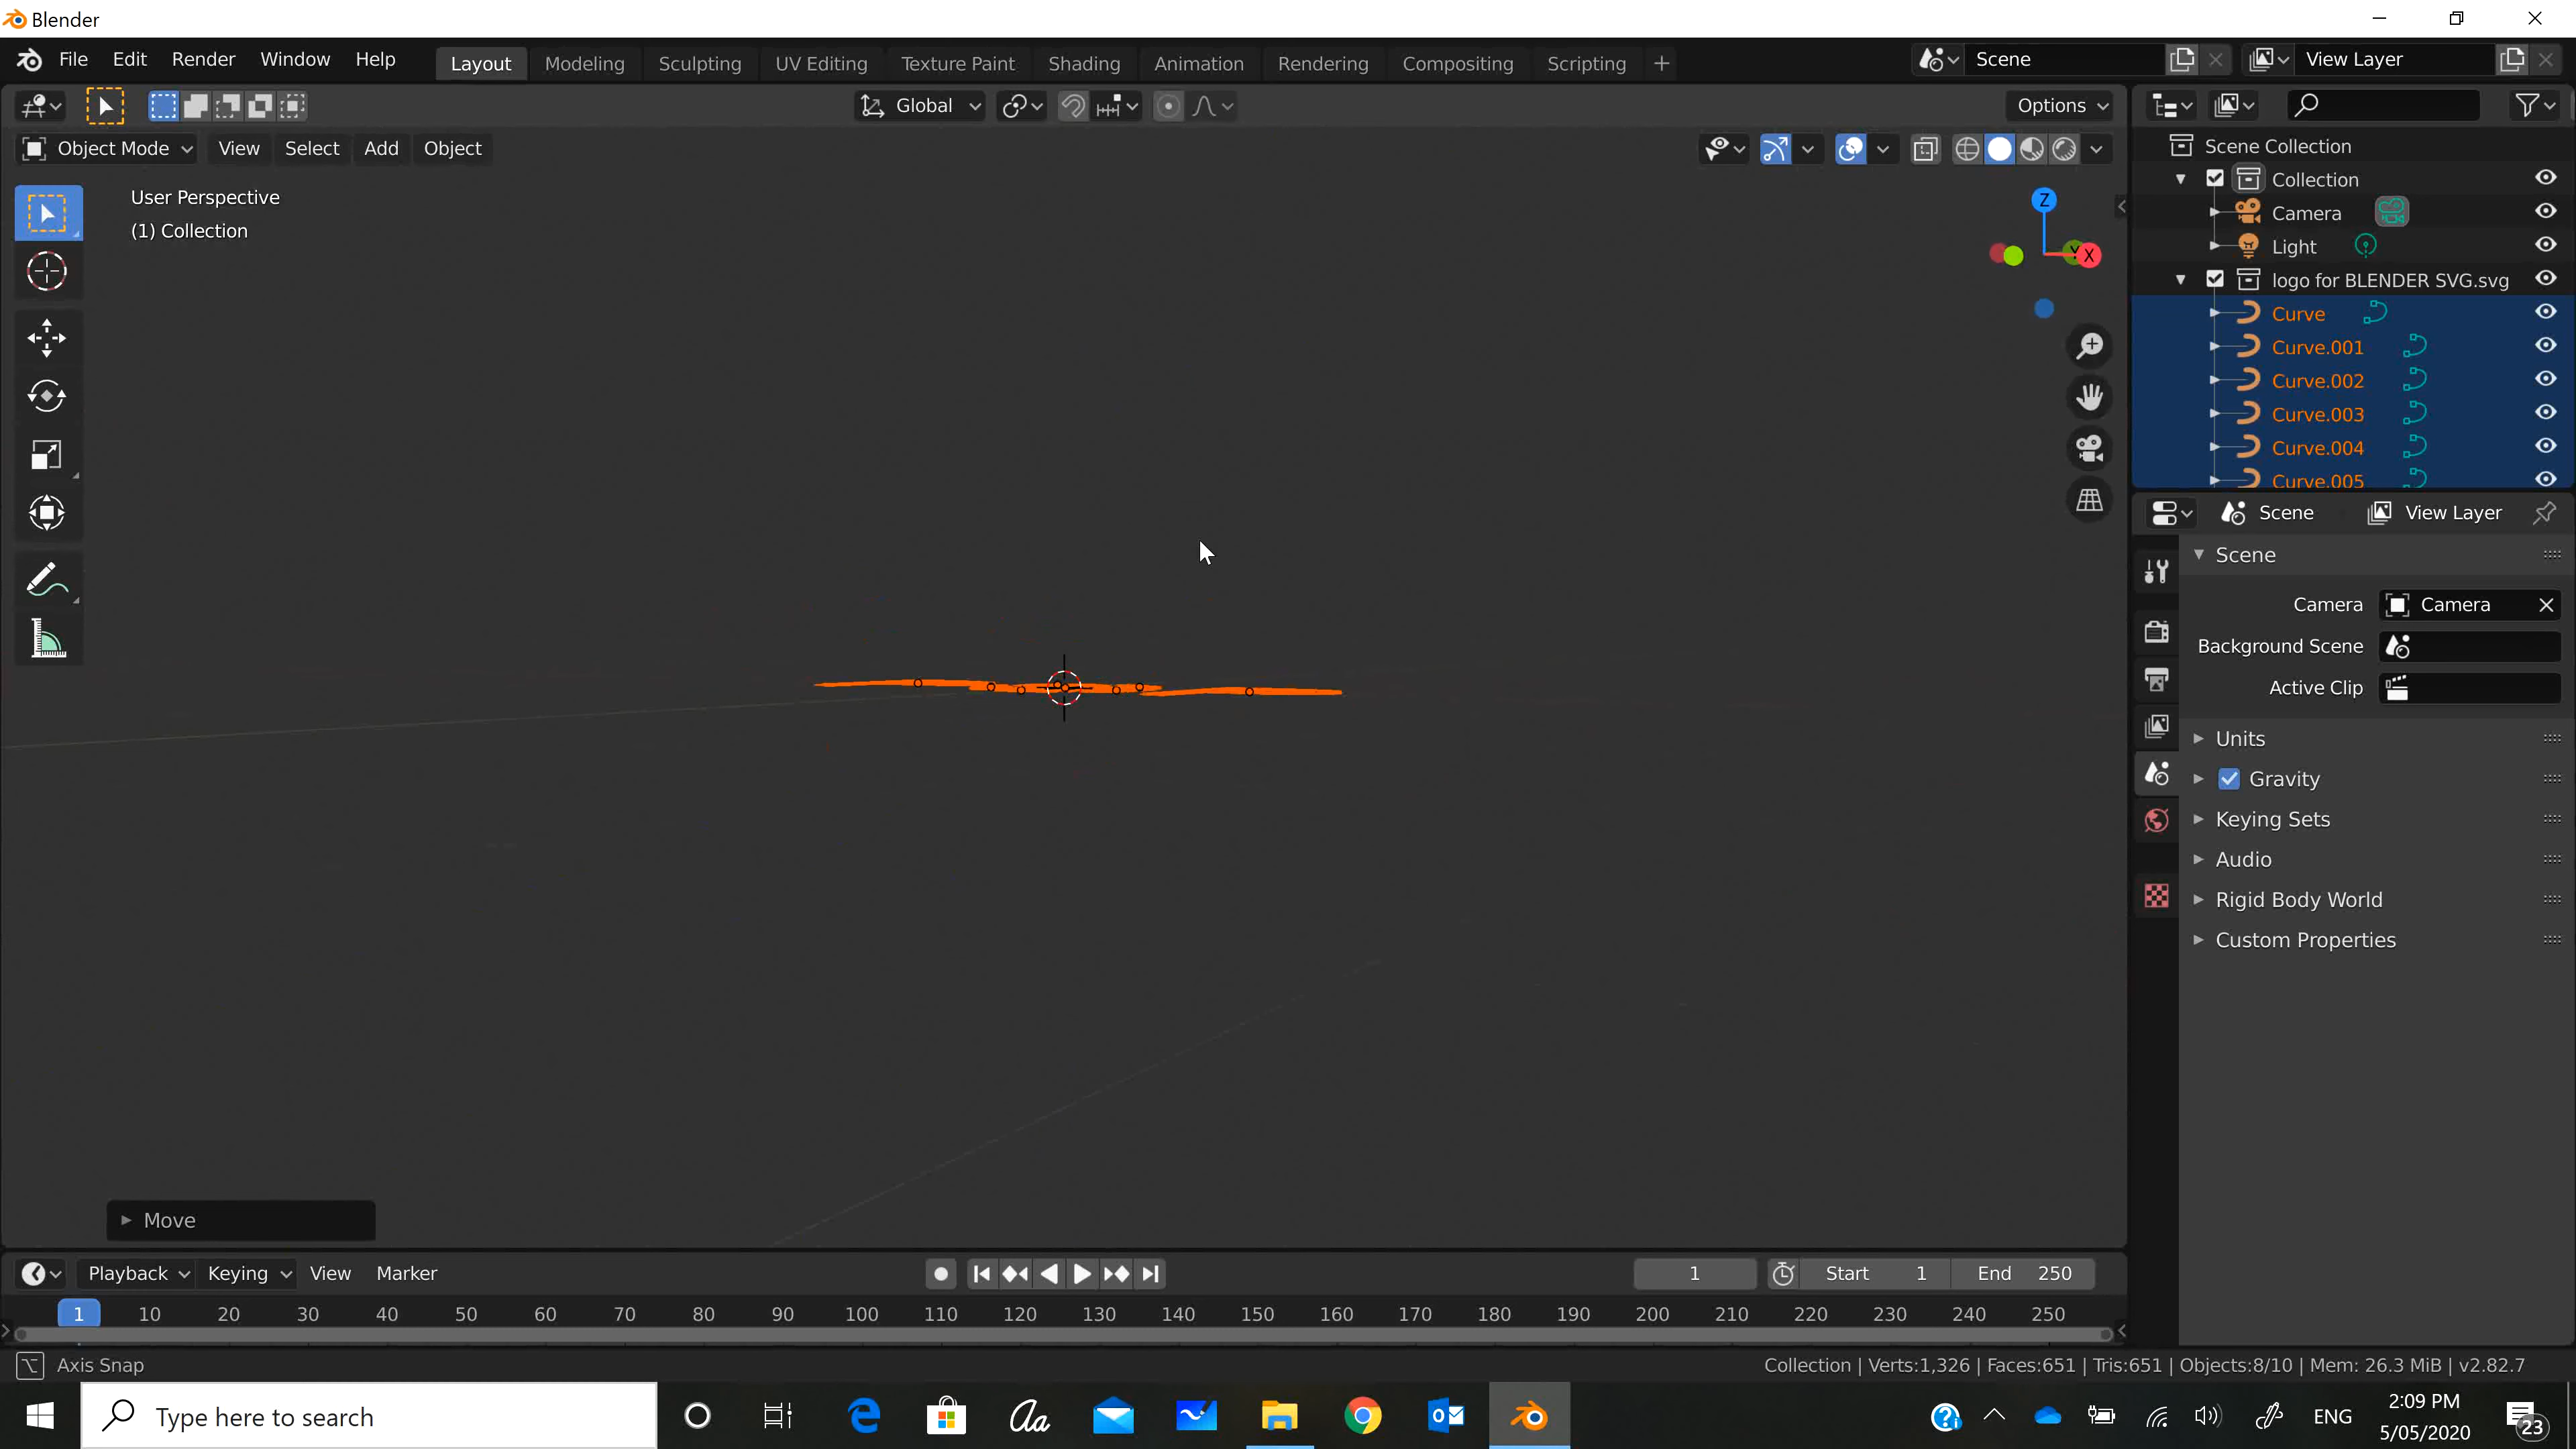 Blender
File Edit Render Window Help Layout Modeling Sculpting UV Editing Texture Paint Shading Animation Rendering Compositing Scripting + Scene View Layer
Global Options
Object Mode View Select Add Object
User Perspective
(1) Collection
Z
Y X
Scene Collection
Collection
Camera
Light
logo for BLENDER SVG.svg
Curve
Curve.001
Curve.002
Curve.003
Curve.004
Curve.005
Scene View Layer
Scene
Camera Camera
Background Scene
Active Clip
Units
Gravity
Keying Sets
Audio
Rigid Body World
Custom Properties
Move
Playback Keying View Marker 1 Start 1 End 250
1 10 20 30 40 50 60 70 80 90 100 110 120 130 140 150 160 170 180 190 200 210 220 230 240 250
Axis Snap Collection | Verts:1,326 | Faces:651 | Tris:651 | Objects:8/10 | Mem: 26.3 MiB | v2.82.7
Type here to search
ENG
2:09 PM
5/05/2020
23